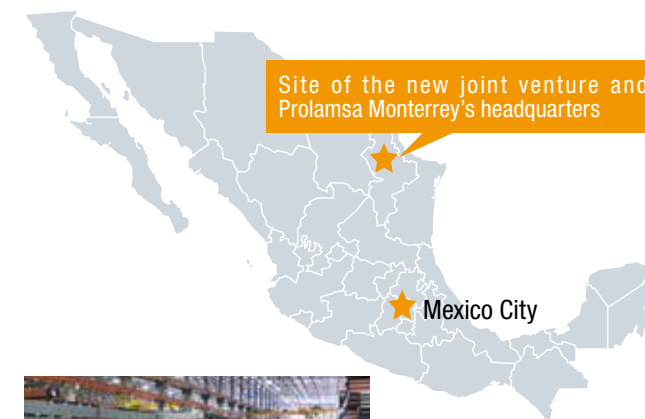 Site of the new joint venture and
Prolamsa Monterrey's headquarters
Mexico City